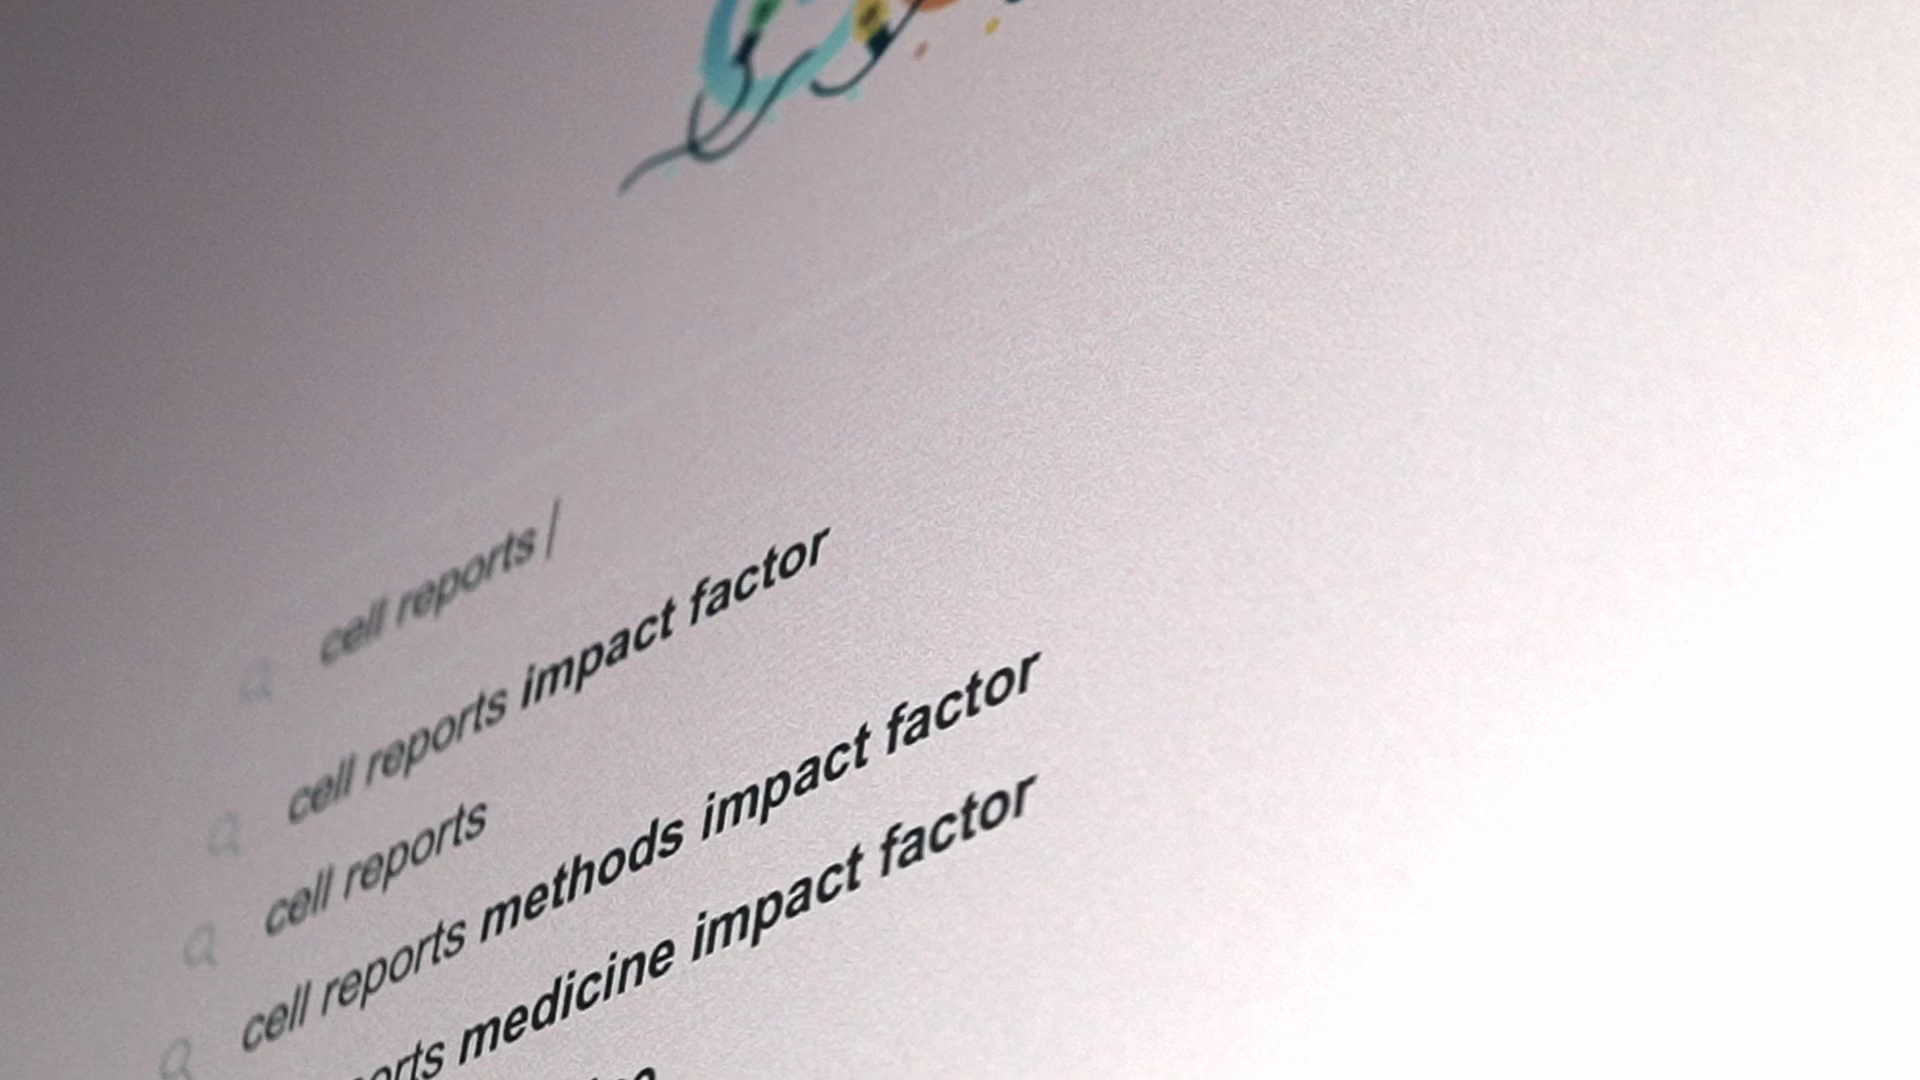 cell reports
cell reports impact factor
cell reports
cell reports methods impact factor
medicine impact factor